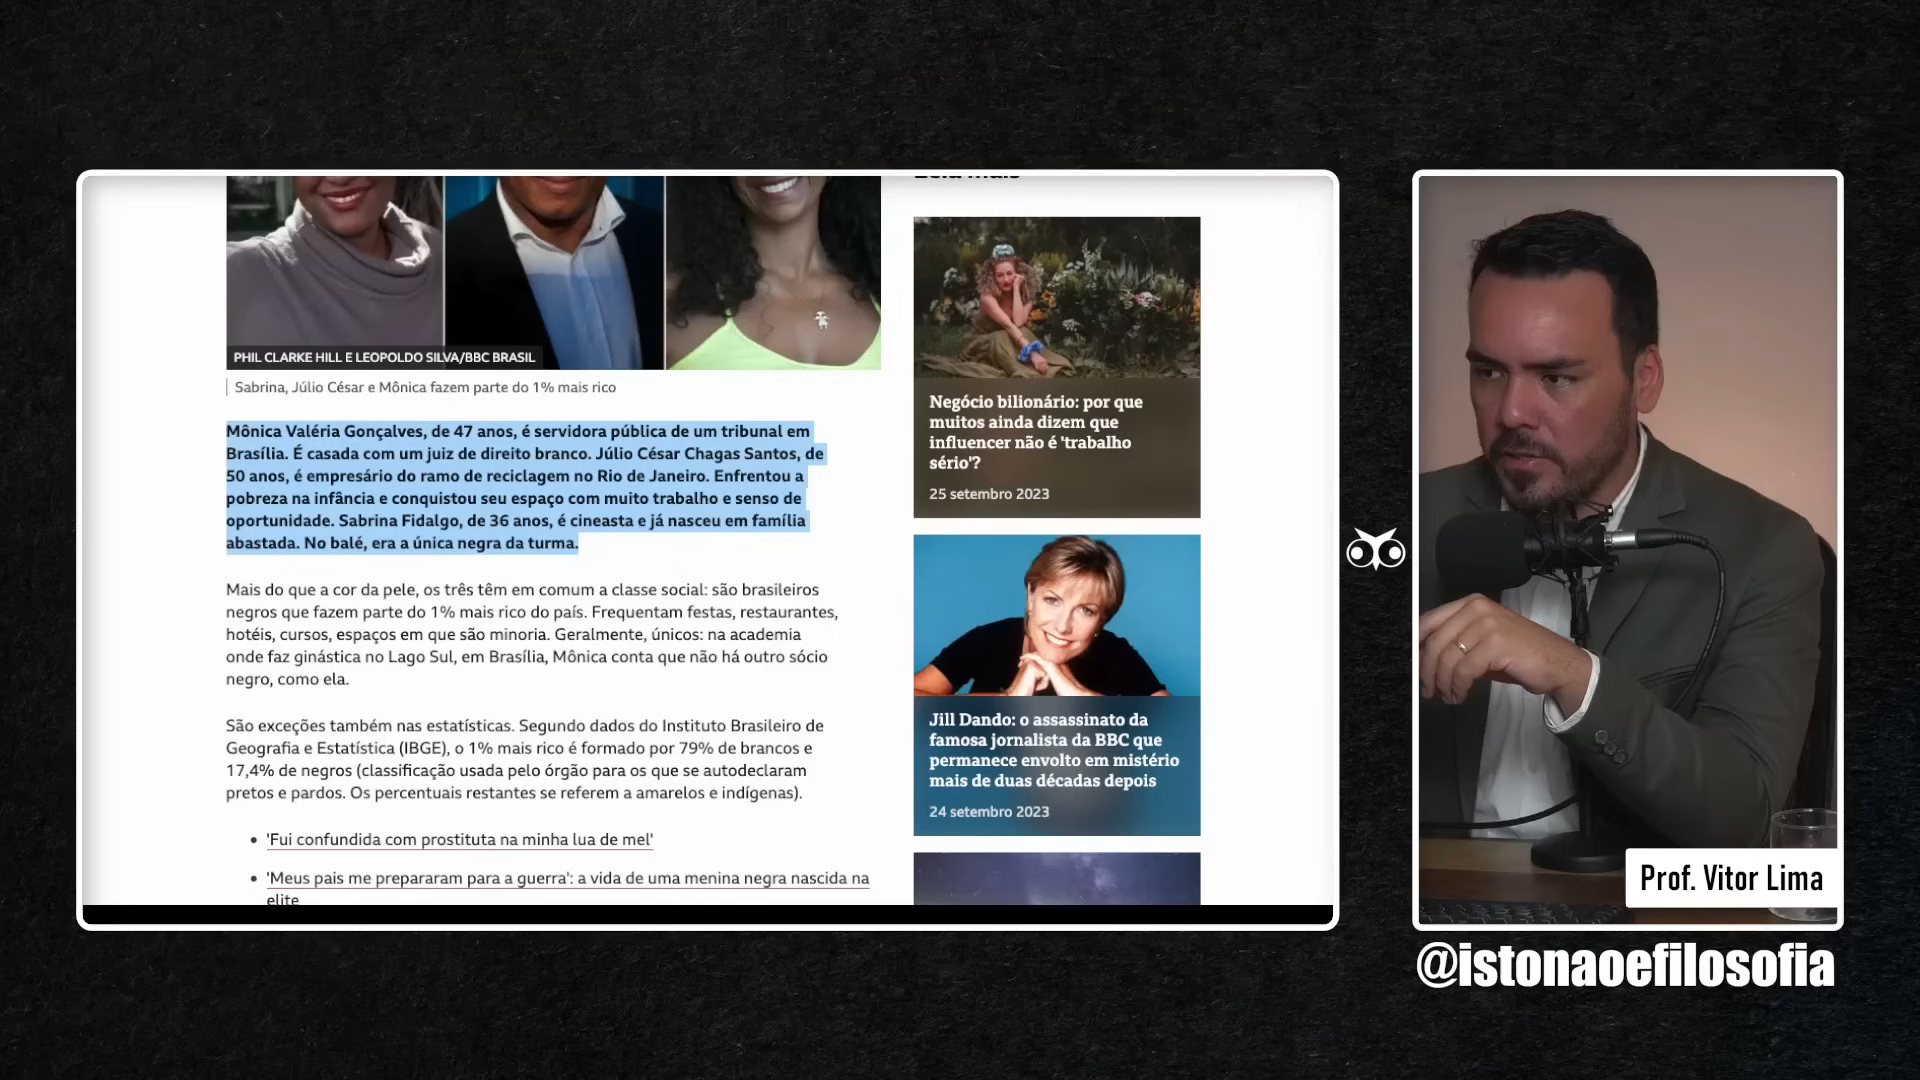 Leia mais
PHIL CLARKE HILL E LEOPOLDO SILVA/BBC BRASIL
Sabrina, Júlio César e Mônica fazem parte do 1% mais rico
Mônica Valéria Gonçalves, de 47 anos, é servidora pública de um tribunal em
Brasília. É casada com um juiz de direito branco. Júlio César Chagas Santos, de
50 anos, é empresário do ramo de reciclagem no Rio de Janeiro. Enfrentou a
pobreza na infância e conquistou seu espaço com muito trabalho e senso de
oportunidade. Sabrina Fidalgo, de 36 anos, é cineasta e já nasceu em família
abastada. No balé, era a única negra da turma.
Mais do que a cor da pele, os três têm em comum a classe social: são brasileiros
negros que fazem parte do 1% mais rico do país. Frequentam festas, restaurantes,
hotéis, cursos, espaços em que são minoria. Geralmente, únicos: na academia
onde faz ginástica no Lago Sul, em Brasília, Mônica conta que não há outro sócio
negro, como ela.
São exceções também nas estatísticas. Segundo dados do Instituto Brasileiro de
Geografia e Estatística (IBGE), o 1% mais rico é formado por 79% de brancos e
17,4% de negros (classificação usada pelo órgão para os que se autodeclaram
pretos e pardos. Os percentuais restantes se referem a amarelos e indígenas).
• 'Fui confundida com prostituta na minha lua de mel'
• 'Meus pais me prepararam para a guerra': a vida de uma menina negra nascida na
elite
Negócio bilionário: por que
muitos ainda dizem que
influencer não é 'trabalho
sério'?
25 setembro 2023
Jill Dando: o assassinato da
famosa jornalista da BBC que
permanece envolto em mistério
mais de duas décadas depois
24 setembro 2023
Prof. Vitor Lima
@istonaoefilosofia